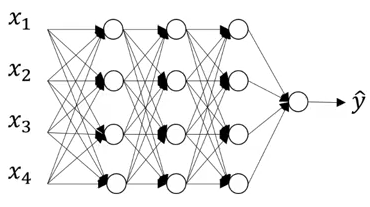 x₁
x₂
x₃
x₄
ŷ